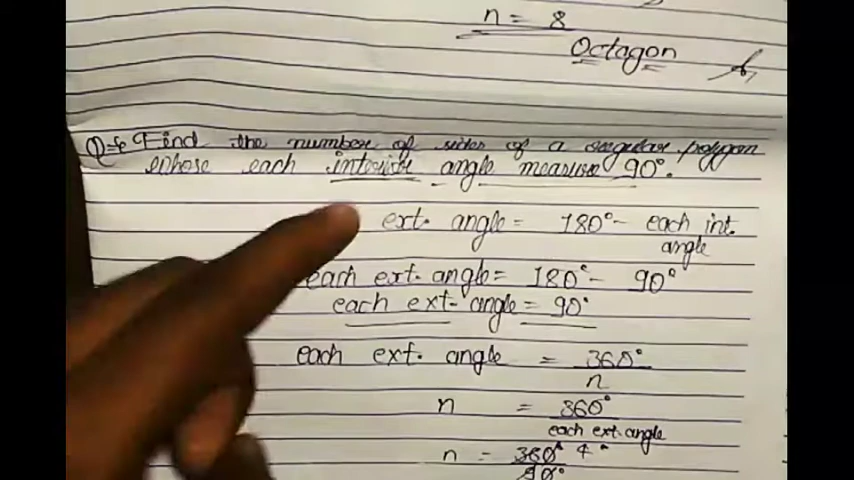 n = 8
Octagon
Q=4 Find the number of sides of a regular polygon
whose each interior angle measure 90°.
ext. angle = 180° - each int.
angle
each ext. angle = 180° - 90°
each ext. angle = 90°
each ext. angle = 360°
n
n = 360°
each ext. angle
n = 360° 4
90°